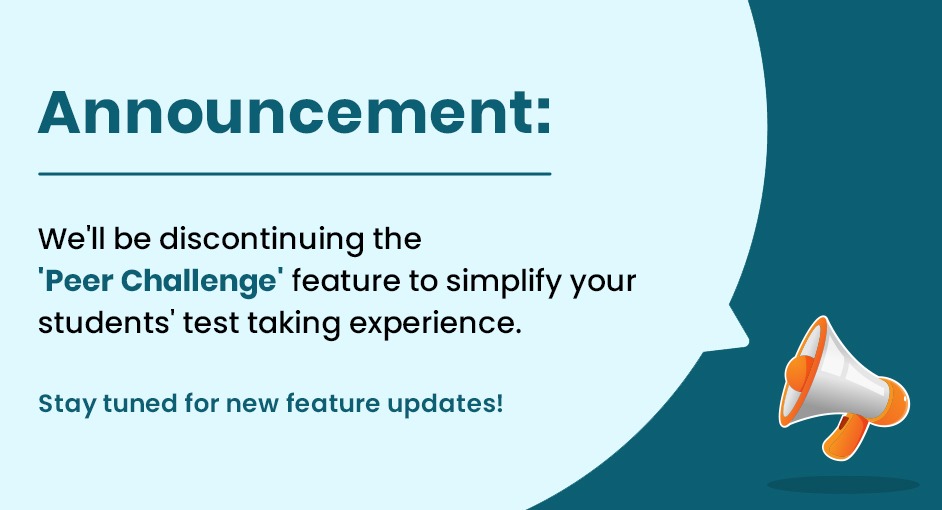 Announcement:
We'll be discontinuing the
'Peer Challenge' feature to simplify your
students' test taking experience.
Stay tuned for new feature updates!